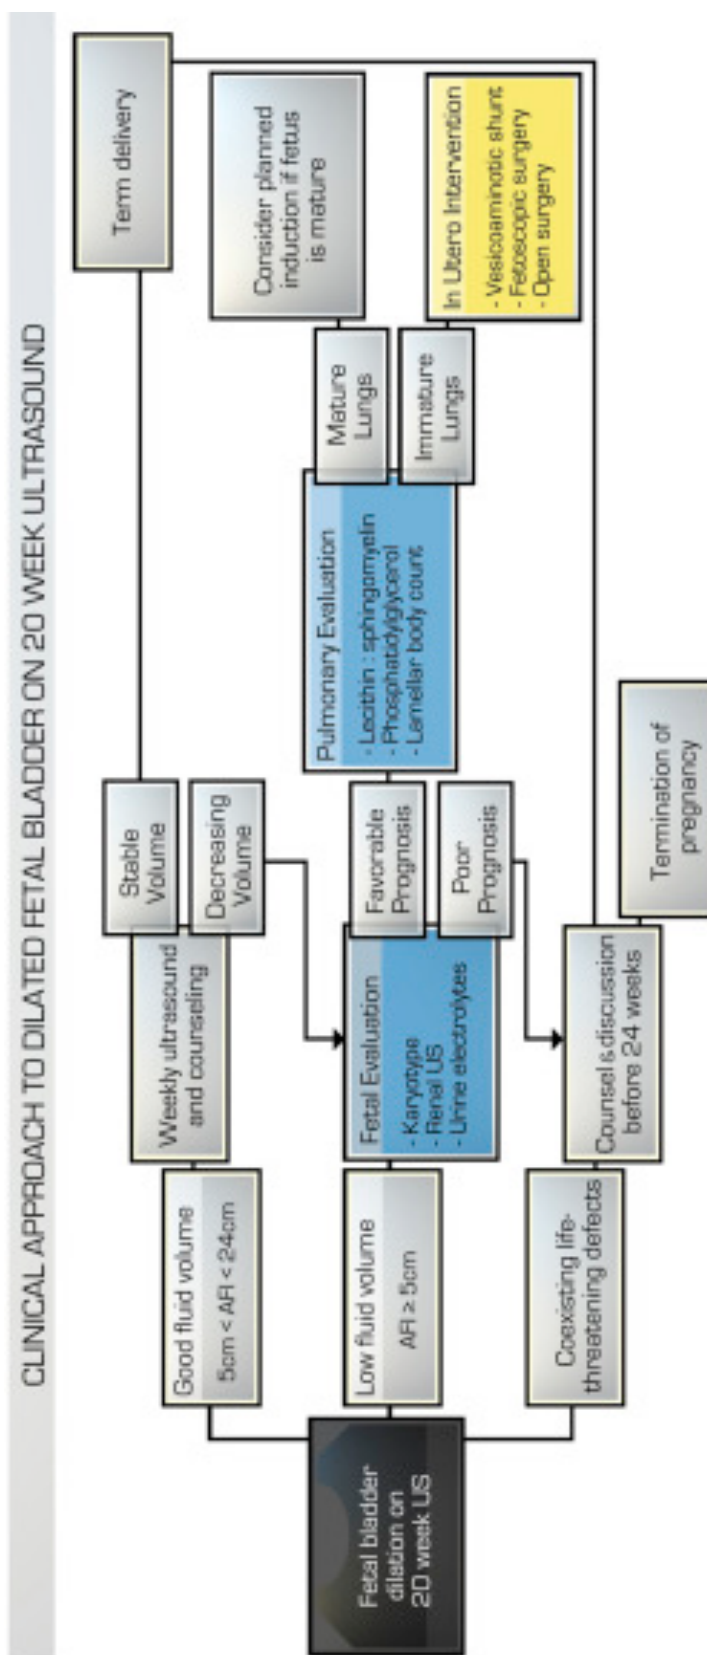 CLINICAL APPROACH TO DILATED FETAL BLADDER ON 20 WEEK ULTRASOUND
Fetal bladder
dilation on
20 week US
Good fluid volume
5cm < AFI < 24cm
Weekly ultrasound
and counseling
Stable
Volume
Decreasing
Volume
Term delivery
Low fluid volume
AFI ≥ 5cm
Fetal Evaluation
- Karyotype
- Renal US
- Urine electrolytes
Favorable
Prognosis
Poor
Prognosis
Pulmonary Evaluation
- Lecithin : sphingomyelin
- Phosphatidylglycerol
- Lamellar body count
Mature
Lungs
Immature
Lungs
Consider planned
induction if fetus
is mature
In Utero Intervention
- Vesicoaminotic shunt
- Fetoscopic surgery
- Open surgery
Coexisting life-
threatening defects
Counsel & discussion
before 24 weeks
Termination of
pregnancy